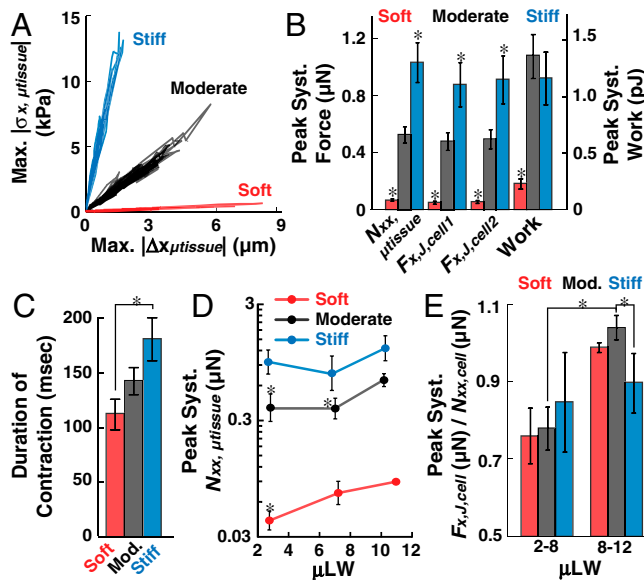 A
Max. |σx, μtissue|
(kPa)
15
10
5
0
0
3
6
9
Max. |Δxμtissue| (μm)
Stiff
Moderate
Soft
B
Soft Moderate Stiff
Peak Syst.
Force (μN)
1.2
0.8
0.4
0
Peak Syst.
Work (pJ)
1.5
1.0
0.5
0
* * * * * * *
Nxx, μtissue
Fx,J,cell1
Fx,J,cell2
Work
C
Duration of
Contraction (msec)
200
150
100
50
0
*
Soft
Mod.
Stiff
D
Soft
Moderate
Stiff
Peak Syst.
Nxx, μtissue (μN)
3
0.3
0.03
* * *
2 4 6 8 10 12
μLW
E
Soft Mod. Stiff
Peak Syst.
Fx,J,cell (μN) / Nxx,cell (μN)
1.1
0.9
0.7
0.5
* *
2-8 8-12
μLW